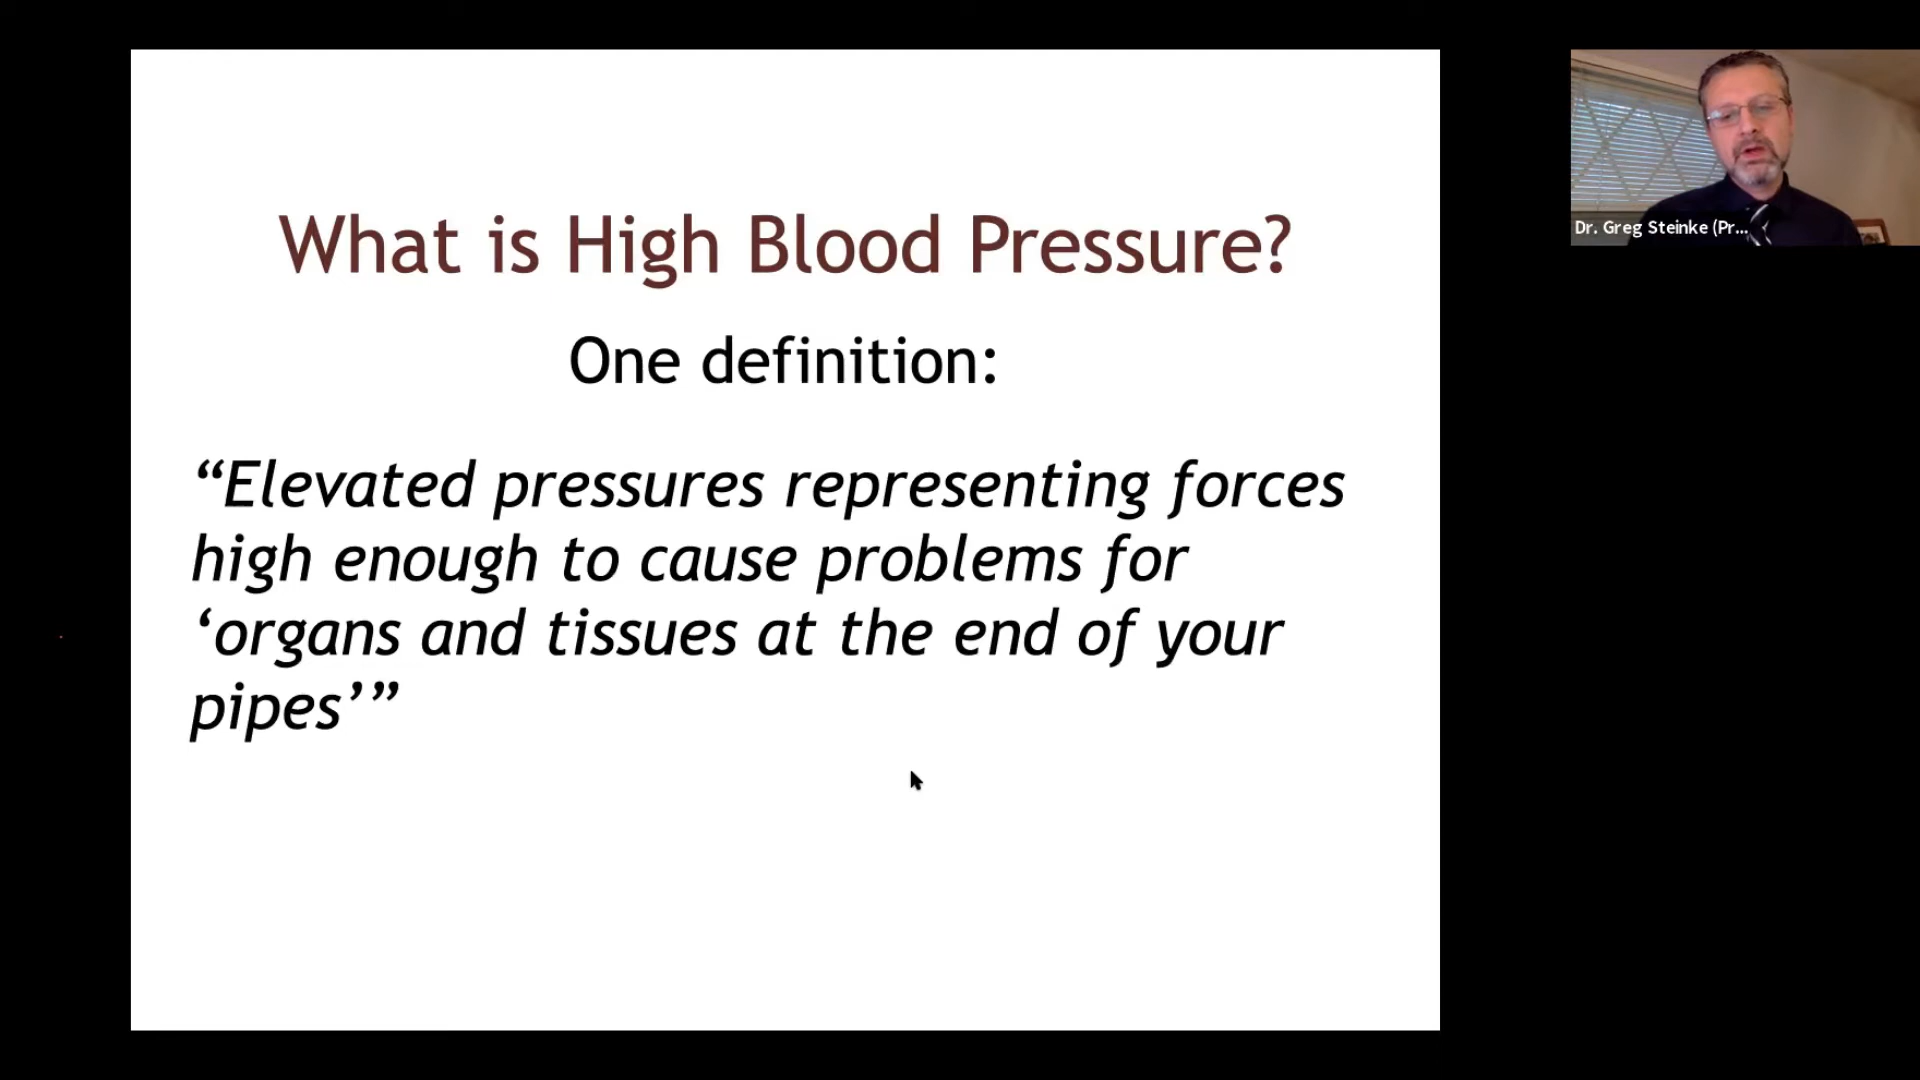 What is High Blood Pressure?
One definition:
“Elevated pressures representing forces
high enough to cause problems for
‘organs and tissues at the end of your
pipes’”
Dr. Greg Steinke (Pr...